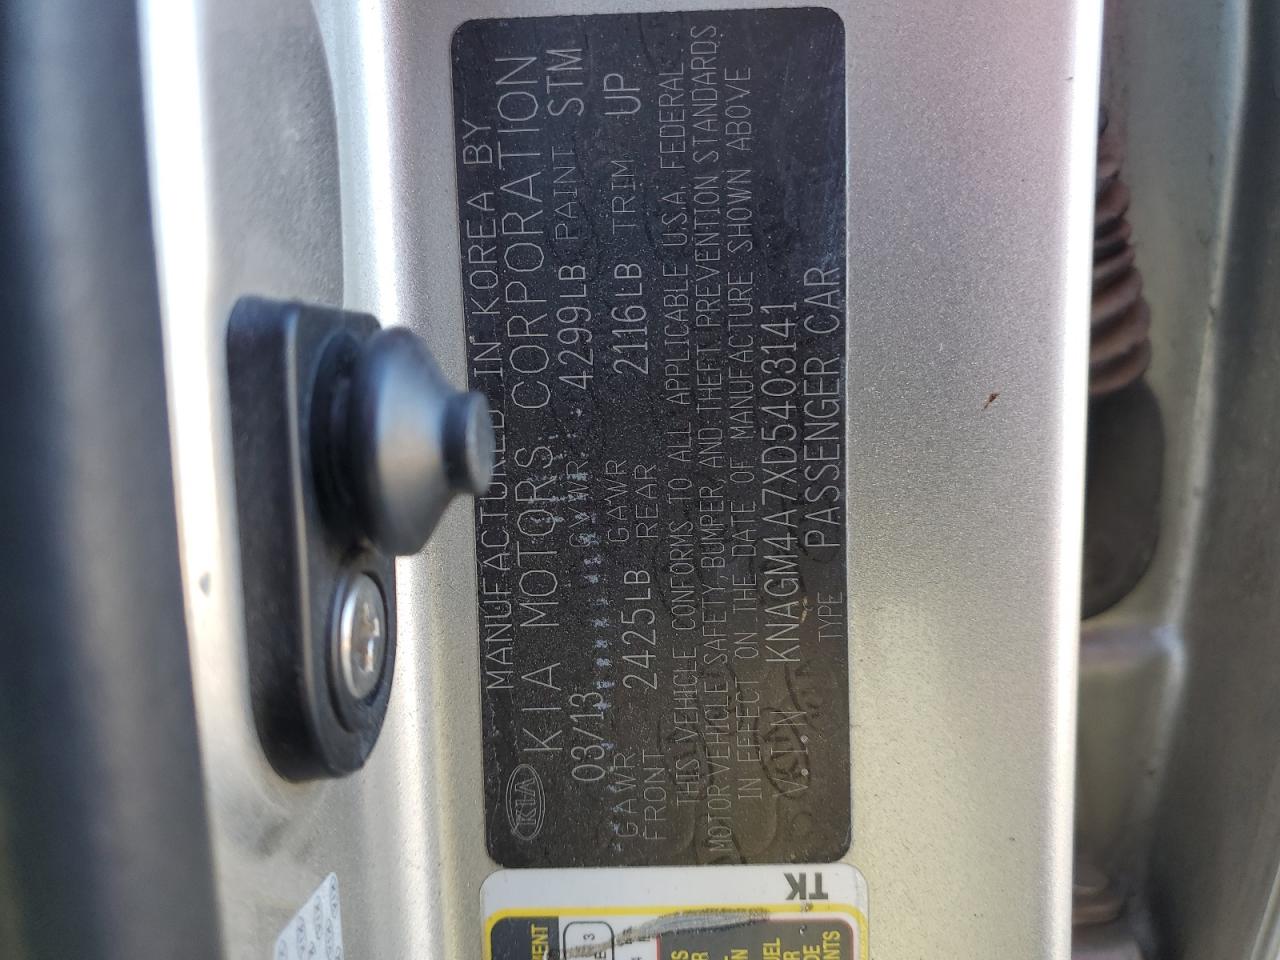 MANUFACTURED IN KOREA BY
KIA KIA MOTORS CORPORATION
03/13 GVWR: 4299LB PAINT STM
GAWR GAWR
FRONT 2425LB REAR 2116LB TRIM UP
THIS VEHICLE CONFORMS TO ALL APPLICABLE U.S.A. FEDERAL
MOTOR VEHICLE SAFETY, BUMPER, AND THEFT PREVENTION STANDARDS
IN EFFECT ON THE DATE OF MANUFACTURE SHOWN ABOVE
V.I.N KNAGM4A7XD5403141
TYPE PASSENGER CAR
TK